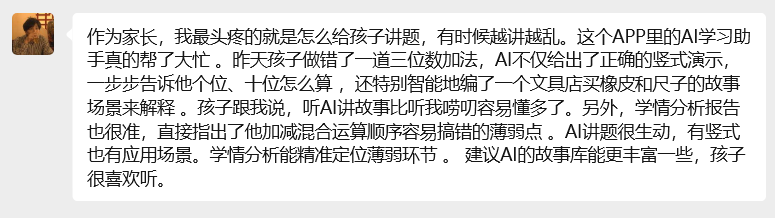 作为家长，我最头疼的就是怎么给孩子讲题，有时候越讲越乱。这个APP里的AI学习助
手真的帮了大忙 。昨天孩子做错了一道三位数加法，AI不仅给出了正确的竖式演示，
一步步告诉他个位、十位怎么算 ，还特别智能地编了一个文具店买橡皮和尺子的故事
场景来解释 。孩子跟我说，听AI讲故事比听我唠叨容易懂多了。另外，学情分析报告
也很准，直接指出了他加减混合运算顺序容易搞错的薄弱点 。AI讲题很生动，有竖式
也有应用场景。学情分析能精准定位薄弱环节 。 建议AI的故事库能更丰富一些，孩子
很喜欢听。